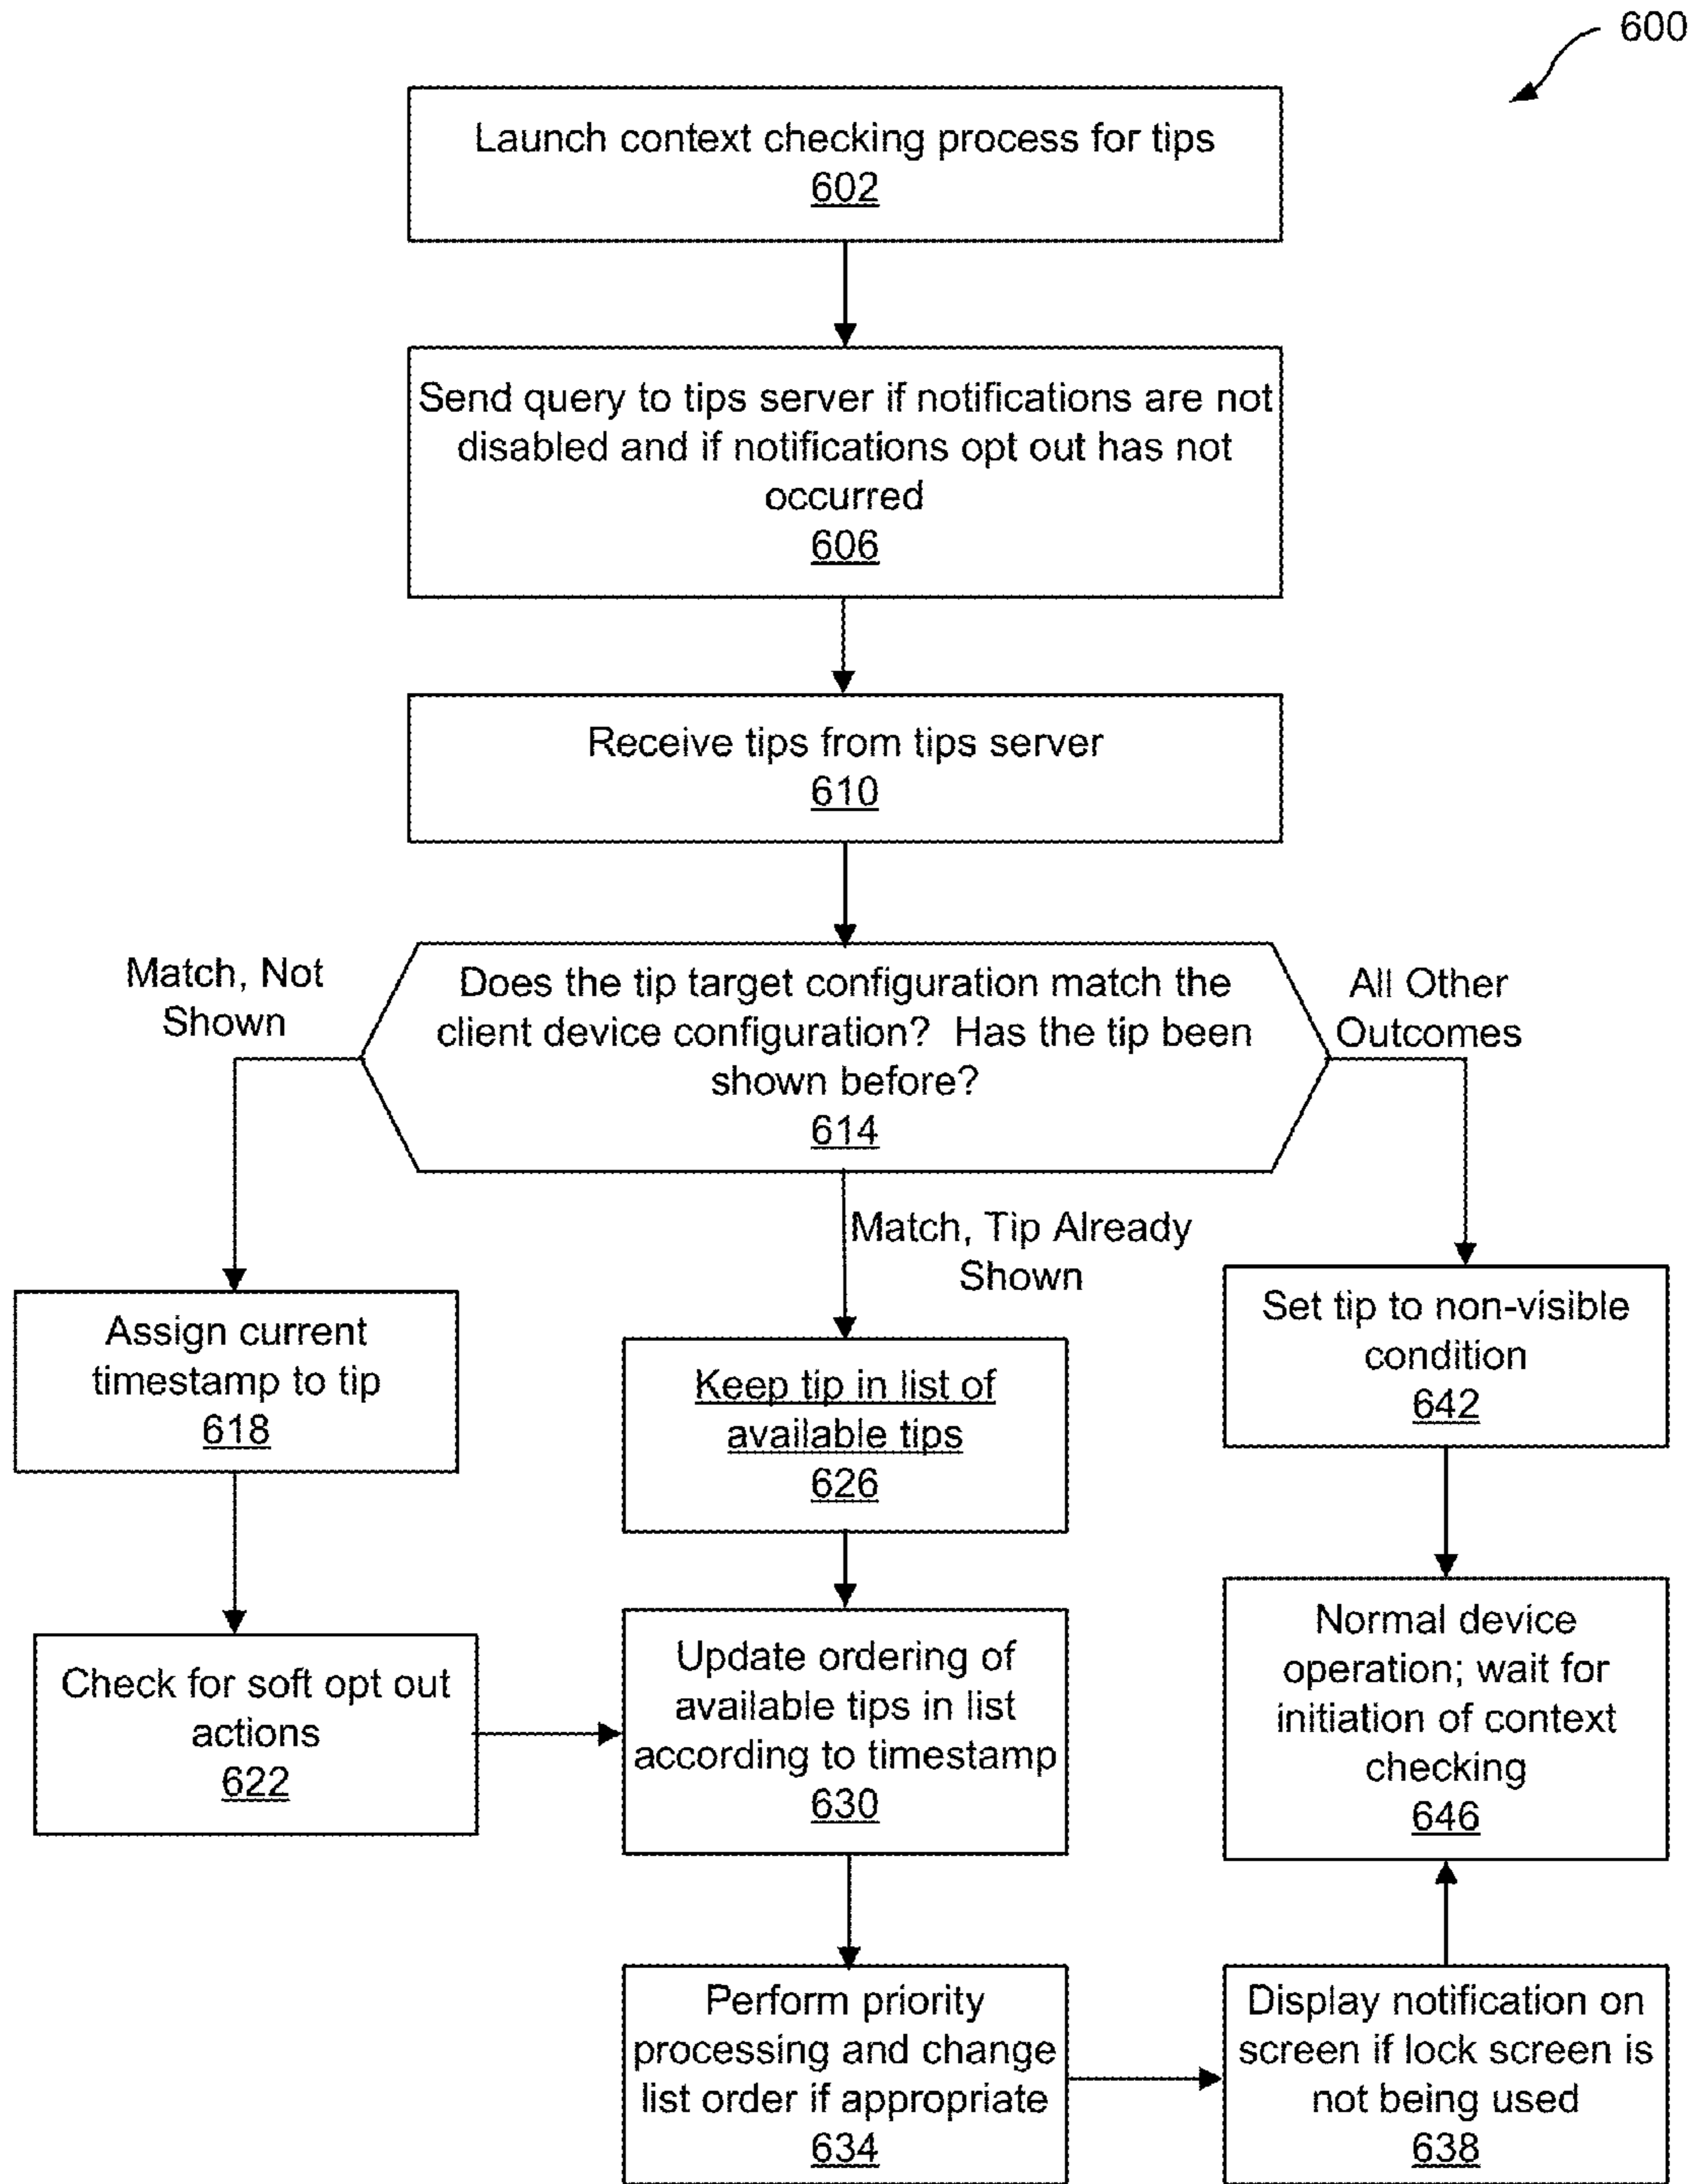 600
Launch context checking process for tips
602
Send query to tips server if notifications are not
disabled and if notifications opt out has not
occurred
606
Receive tips from tips server
610
Match, Not
Shown
Does the tip target configuration match the
client device configuration? Has the tip been
shown before?
614
All Other
Outcomes
Match, Tip Already
Shown
Assign current
timestamp to tip
618
Keep tip in list of
available tips
626
Set tip to non-visible
condition
642
Check for soft opt out
actions
622
Update ordering of
available tips in list
according to timestamp
630
Normal device
operation; wait for
initiation of context
checking
646
Perform priority
processing and change
list order if appropriate
634
Display notification on
screen if lock screen is
not being used
638